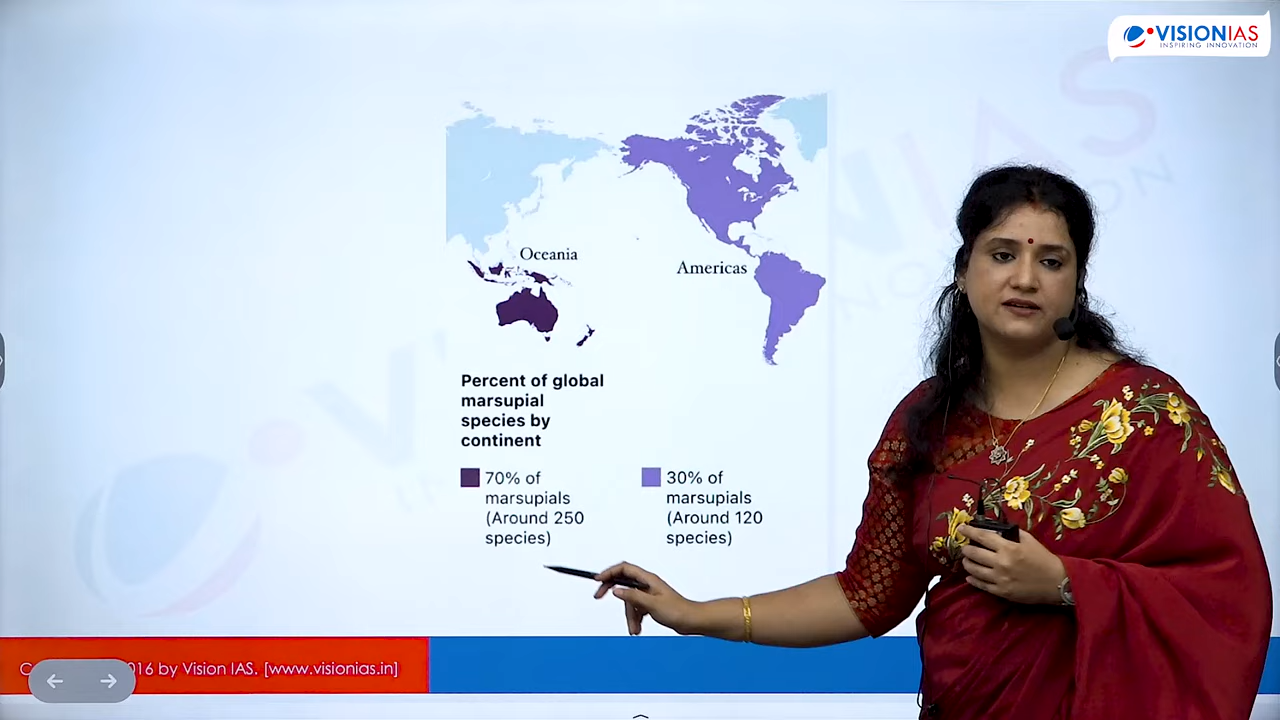 VISIONIAS
INSPIRING INNOVATION
Oceania
Americas
Percent of global
marsupial
species by
continent
70% of
marsupials
(Around 250
species)
30% of
marsupials
(Around 120
species)
16 by Vision IAS. [www.visionias.in]